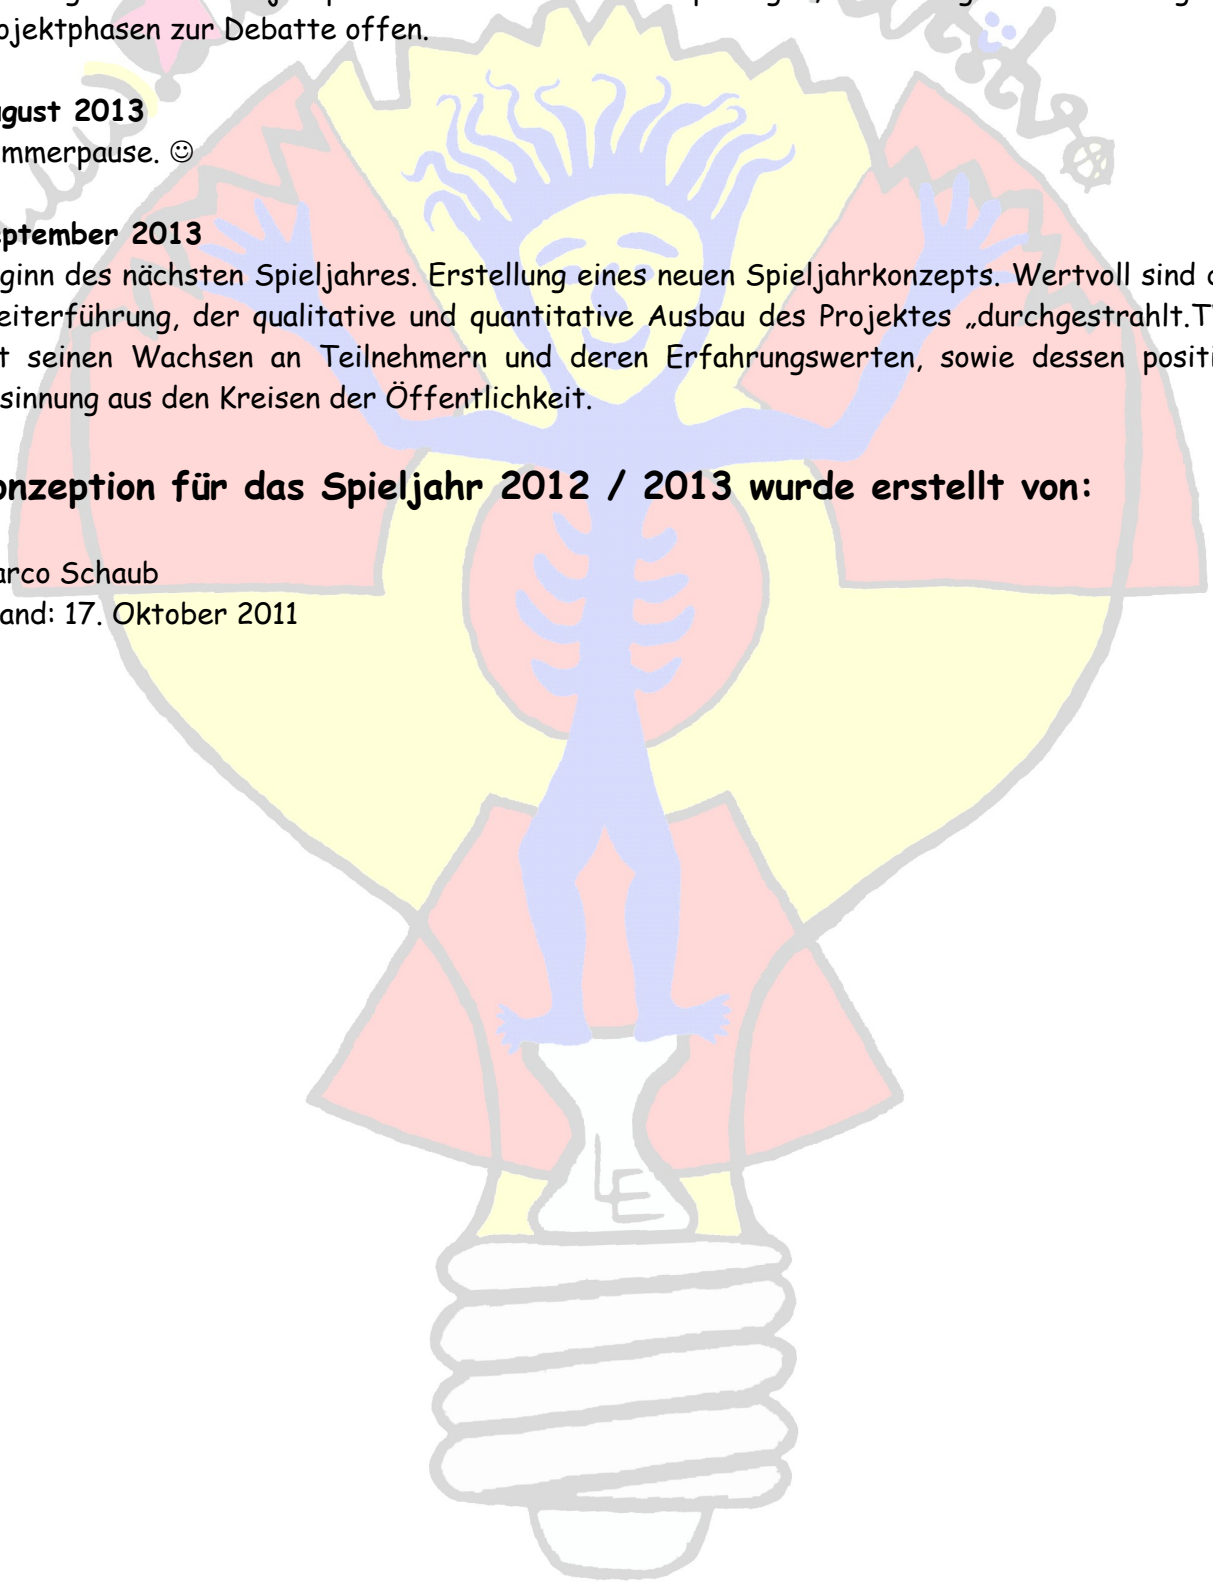 ojektphasen zur Debatte offen.
gust 2013
mmerpause. ☺
ptember 2013
ginn des nächsten Spieljahres. Erstellung eines neuen Spieljahrkonzepts. Wertvoll sind
eiterführung, der qualitative und quantitative Ausbau des Projektes „durchgestrahlt.T
t seinen Wachsen an Teilnehmern und deren Erfahrungswerten, sowie dessen positi
sinnung aus den Kreisen der Öffentlichkeit.
onzeption für das Spieljahr 2012 / 2013 wurde erstellt von:
arco Schaub
and: 17. Oktober 2011
LE